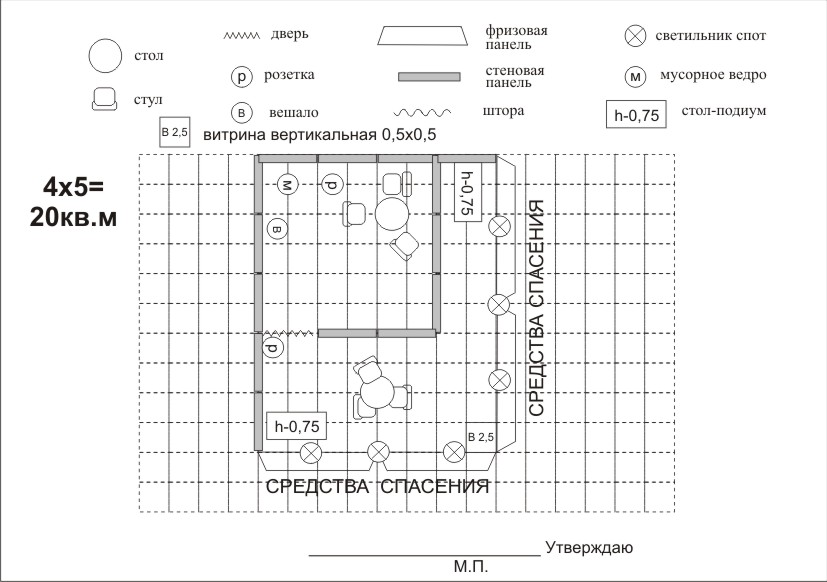 дверь
фризовая
панель
светильник спот
стол
р розетка
стеновая
панель
м мусорное ведро
стул
в вешало
штора
h-0,75 стол-подиум
В 2,5 витрина вертикальная 0,5х0,5
4х5=
20кв.м
м
р
h-0,75
в
СРЕДСТВА СПАСЕНИЯ
р
h-0,75
В 2,5
СРЕДСТВА СПАСЕНИЯ
Утверждаю
М.П.